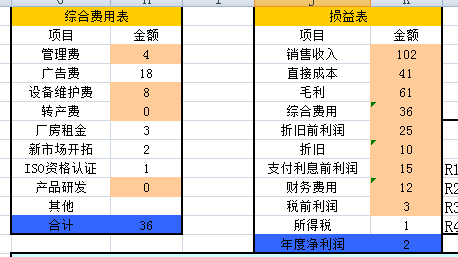 综合费用表
项目 金额
管理费 4
广告费 18
设备维护费 8
转产费 0
厂房租金 3
新市场开拓 2
ISO资格认证 1
产品研发 0
其他
合计 36
损益表
项目 金额
销售收入 102
直接成本 41
毛利 61
综合费用 36
折旧前利润 25
折旧 10
支付利息前利润 15
财务费用 12
税前利润 3
所得税 1
年度净利润 2
R1
R2
R3
R4